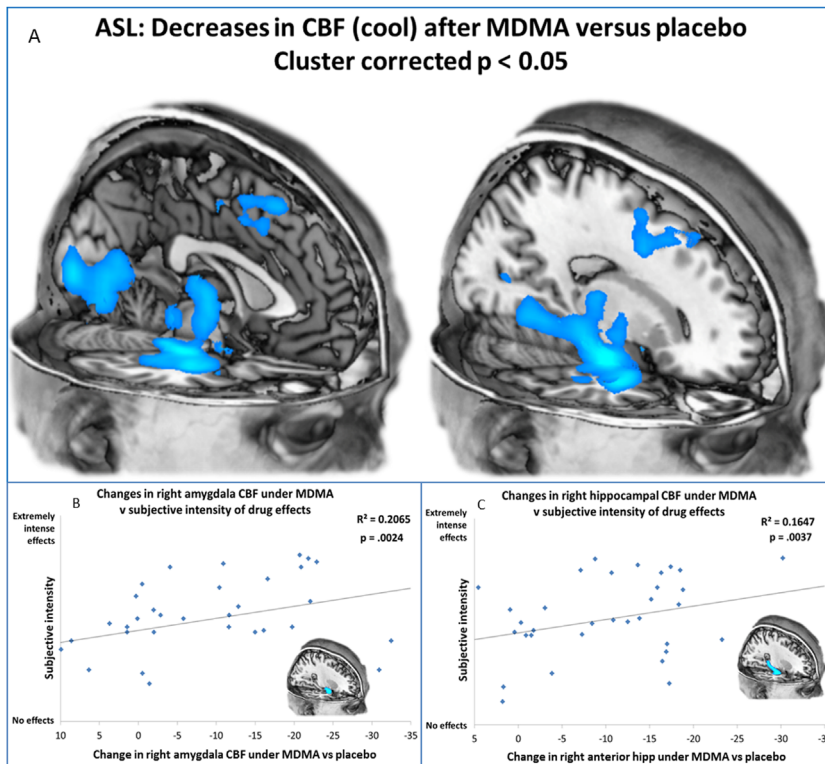 A
ASL: Decreases in CBF (cool) after MDMA versus placebo
Cluster corrected p < 0.05
B
Changes in right amygdala CBF under MDMA
v subjective intensity of drug effects
Extremely
intense
effects
R² = 0.2065
p = .0024
Subjective intensity
No effects
10 5 0 -5 -10 -15 -20 -25 -30 -35
Change in right amygdala CBF under MDMA vs placebo
C
Changes in right hippocampal CBF under MDMA
v subjective intensity of drug effects
Extremely
intense
effects
R² = 0.1647
p = .0037
Subjective intensity
No effects
5 0 -5 -10 -15 -20 -25 -30 -35
Change in right anterior hipp under MDMA vs placebo